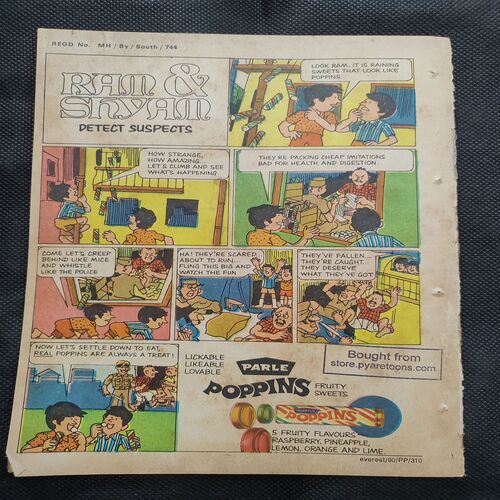 REGD No. MH / By / South / 744
RAM &
SHYAM
DETECT SUSPECTS
LOOK RAM, IT IS RAINING
SWEETS THAT LOOK LIKE
POPPINS
HOW STRANGE,
HOW AMAZING.
LET'S CLIMB AND SEE
WHAT'S HAPPENING
THEY'RE PACKING CHEAP IMITATIONS
BAD FOR HEALTH AND DIGESTION.
COME LET'S CREEP
BEHIND LIKE MICE
AND WHISTLE
LIKE THE POLICE
HA! THEY'RE SCARED...
ABOUT TO RUN...
FLING THIS BIG AND
WATCH THE FUN
THEY'VE FALLEN...
THEY'RE CAUGHT...
THEY DESERVE
WHAT THEY'VE GOT
NOW LET'S SETTLE DOWN TO EAT,
REAL POPPINS ARE ALWAYS A TREAT!
LICKABLE
LIKEABLE
LOVABLE
PARLE
POPPINS
FRUITY
SWEETS
POPPINS
5 FRUITY FLAVOURS
RASPBERRY, PINEAPPLE,
LEMON, ORANGE AND LIME.
everest/80/PP/310
Bought from
store.pyaretoons.com